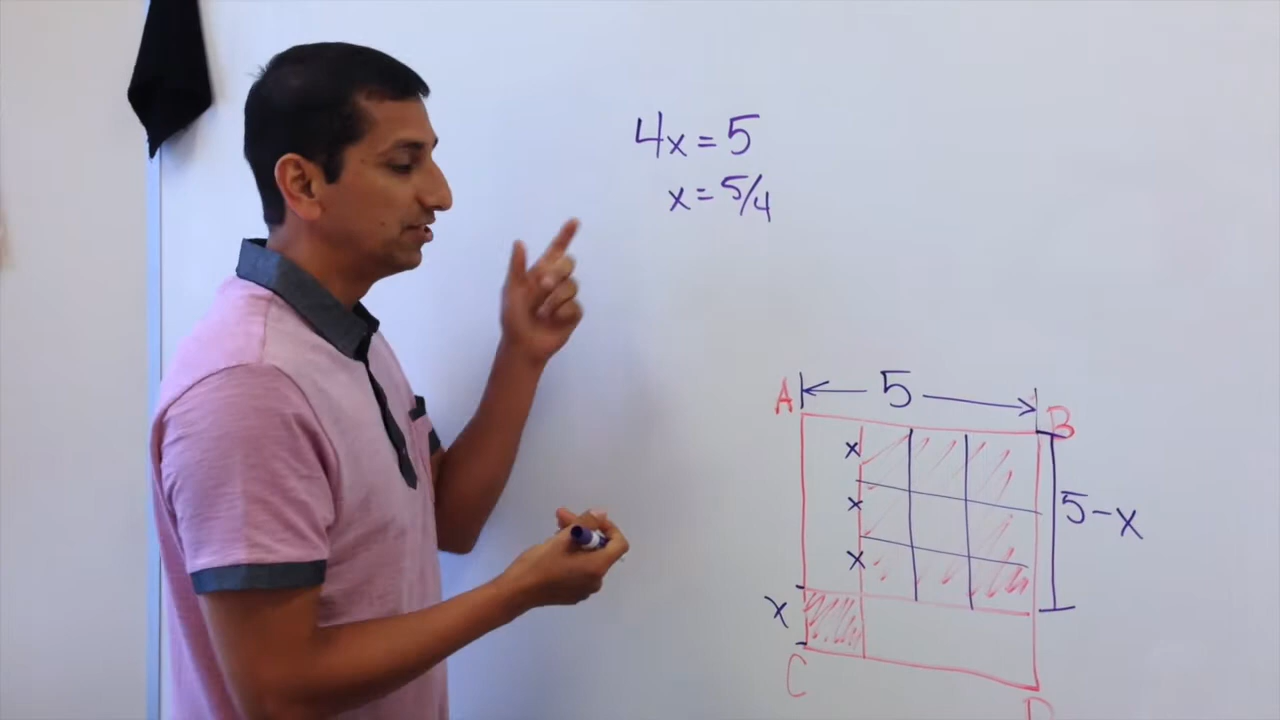 4x = 5
x = 5/4
A 5 B
x
x 5-x
x
x
C D